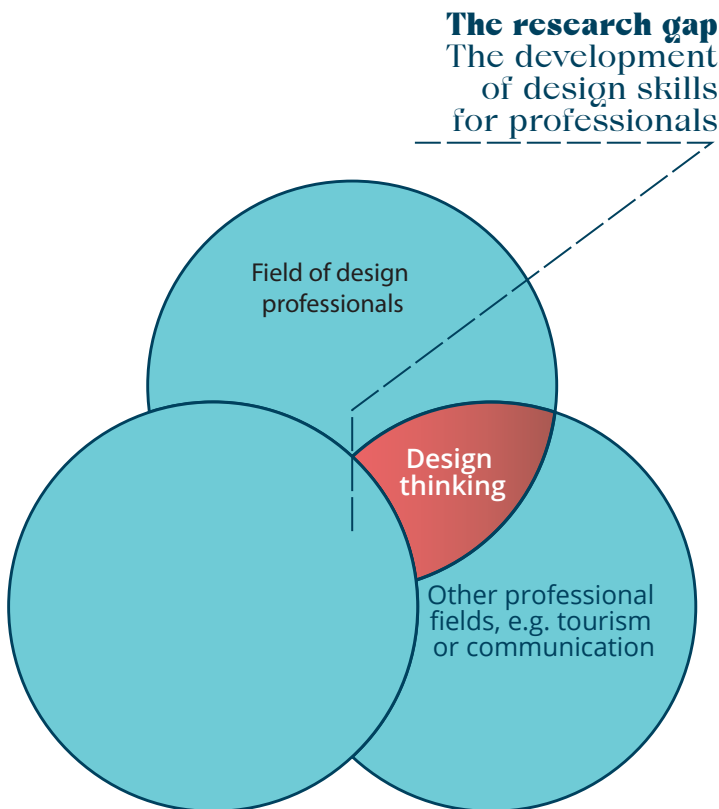 The research gap
The development
of design skills
for professionals
Field of design
professionals
Design
thinking
Other professional
fields, e.g. tourism
or communication